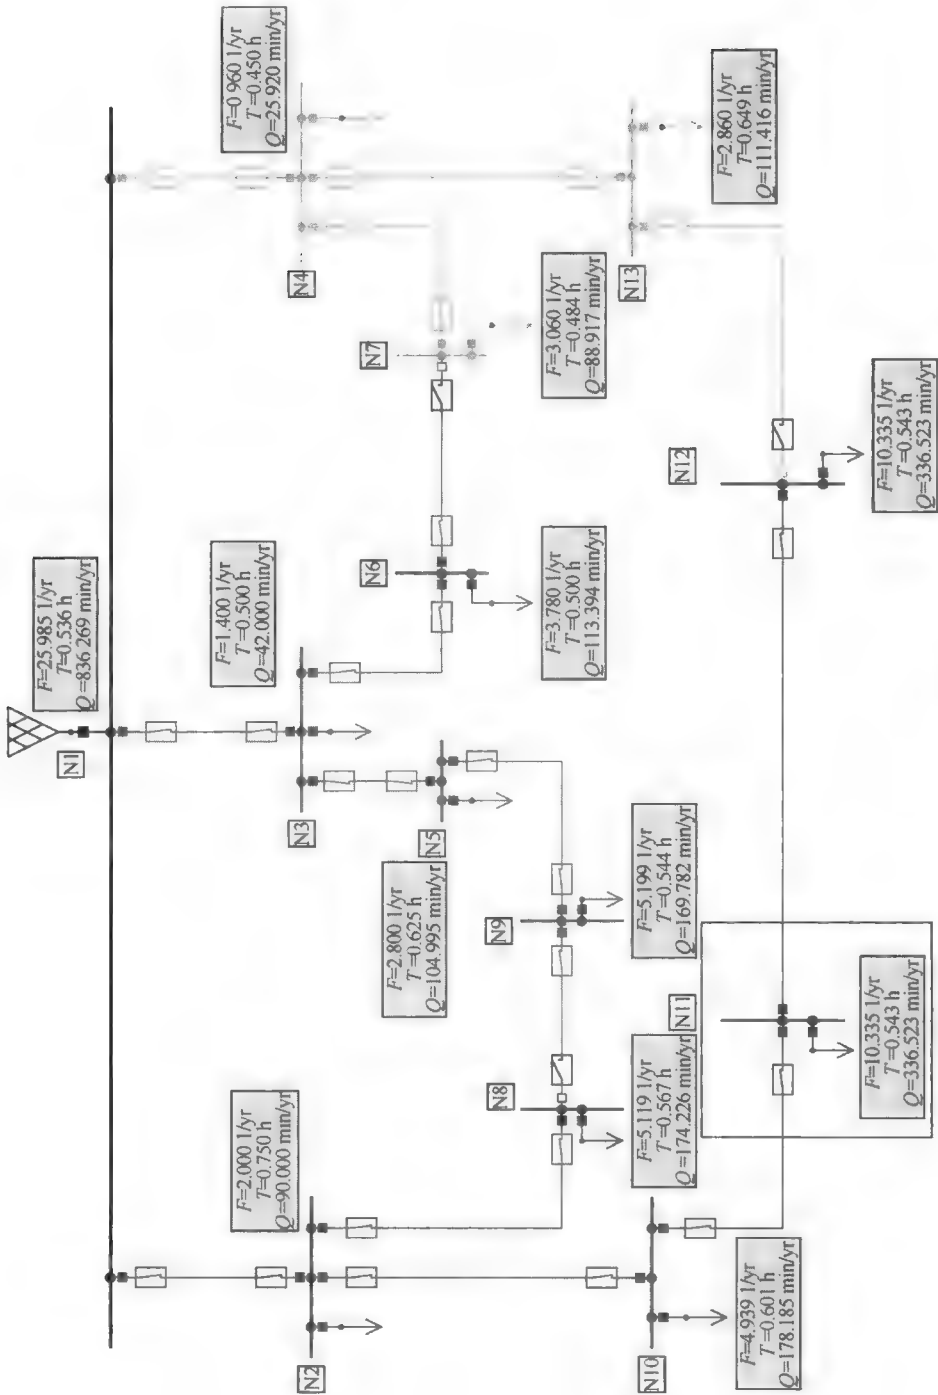 N1
F=25.985 1/yr
T=0.536 h
Q=836 269 min/yr
F=2.000 1/yr
T=0.750 h
Q=90.000 min/yr
F=1.400 1/yr
T=0.500 h
Q=42.000 min/yr
F=0 960 1/yr
T=0.450 h
Q=25.920 min/yr
N2
N3
N4
N6
N7
F=2.800 1/yr
T=0.625 h
Q=104.995 min/yr
N5
N8
N9
F=3.780 1/yr
T=0.500 h
Q=113.394 min/yr
F=3.060 1/yr
T=0.484 h
Q=88.917 min/yr
N10
F=5.119 1/yr
T=0.567 h
Q=174.226 min/yr
F=5.199 1/yr
T=0.544 h
Q=169.782 min/yr
N11
N12
N13
F=2.860 1/yr
T=0.649 h
Q=111.416 min/yr
F=4.939 1/yr
T=0.601 h
Q=178.185 min/yr
F=10.335 1/yr
T=0.543 h
Q=336.523 min/yr
F=10.335 1/yr
T=0.543 h
Q=336.523 min/yr